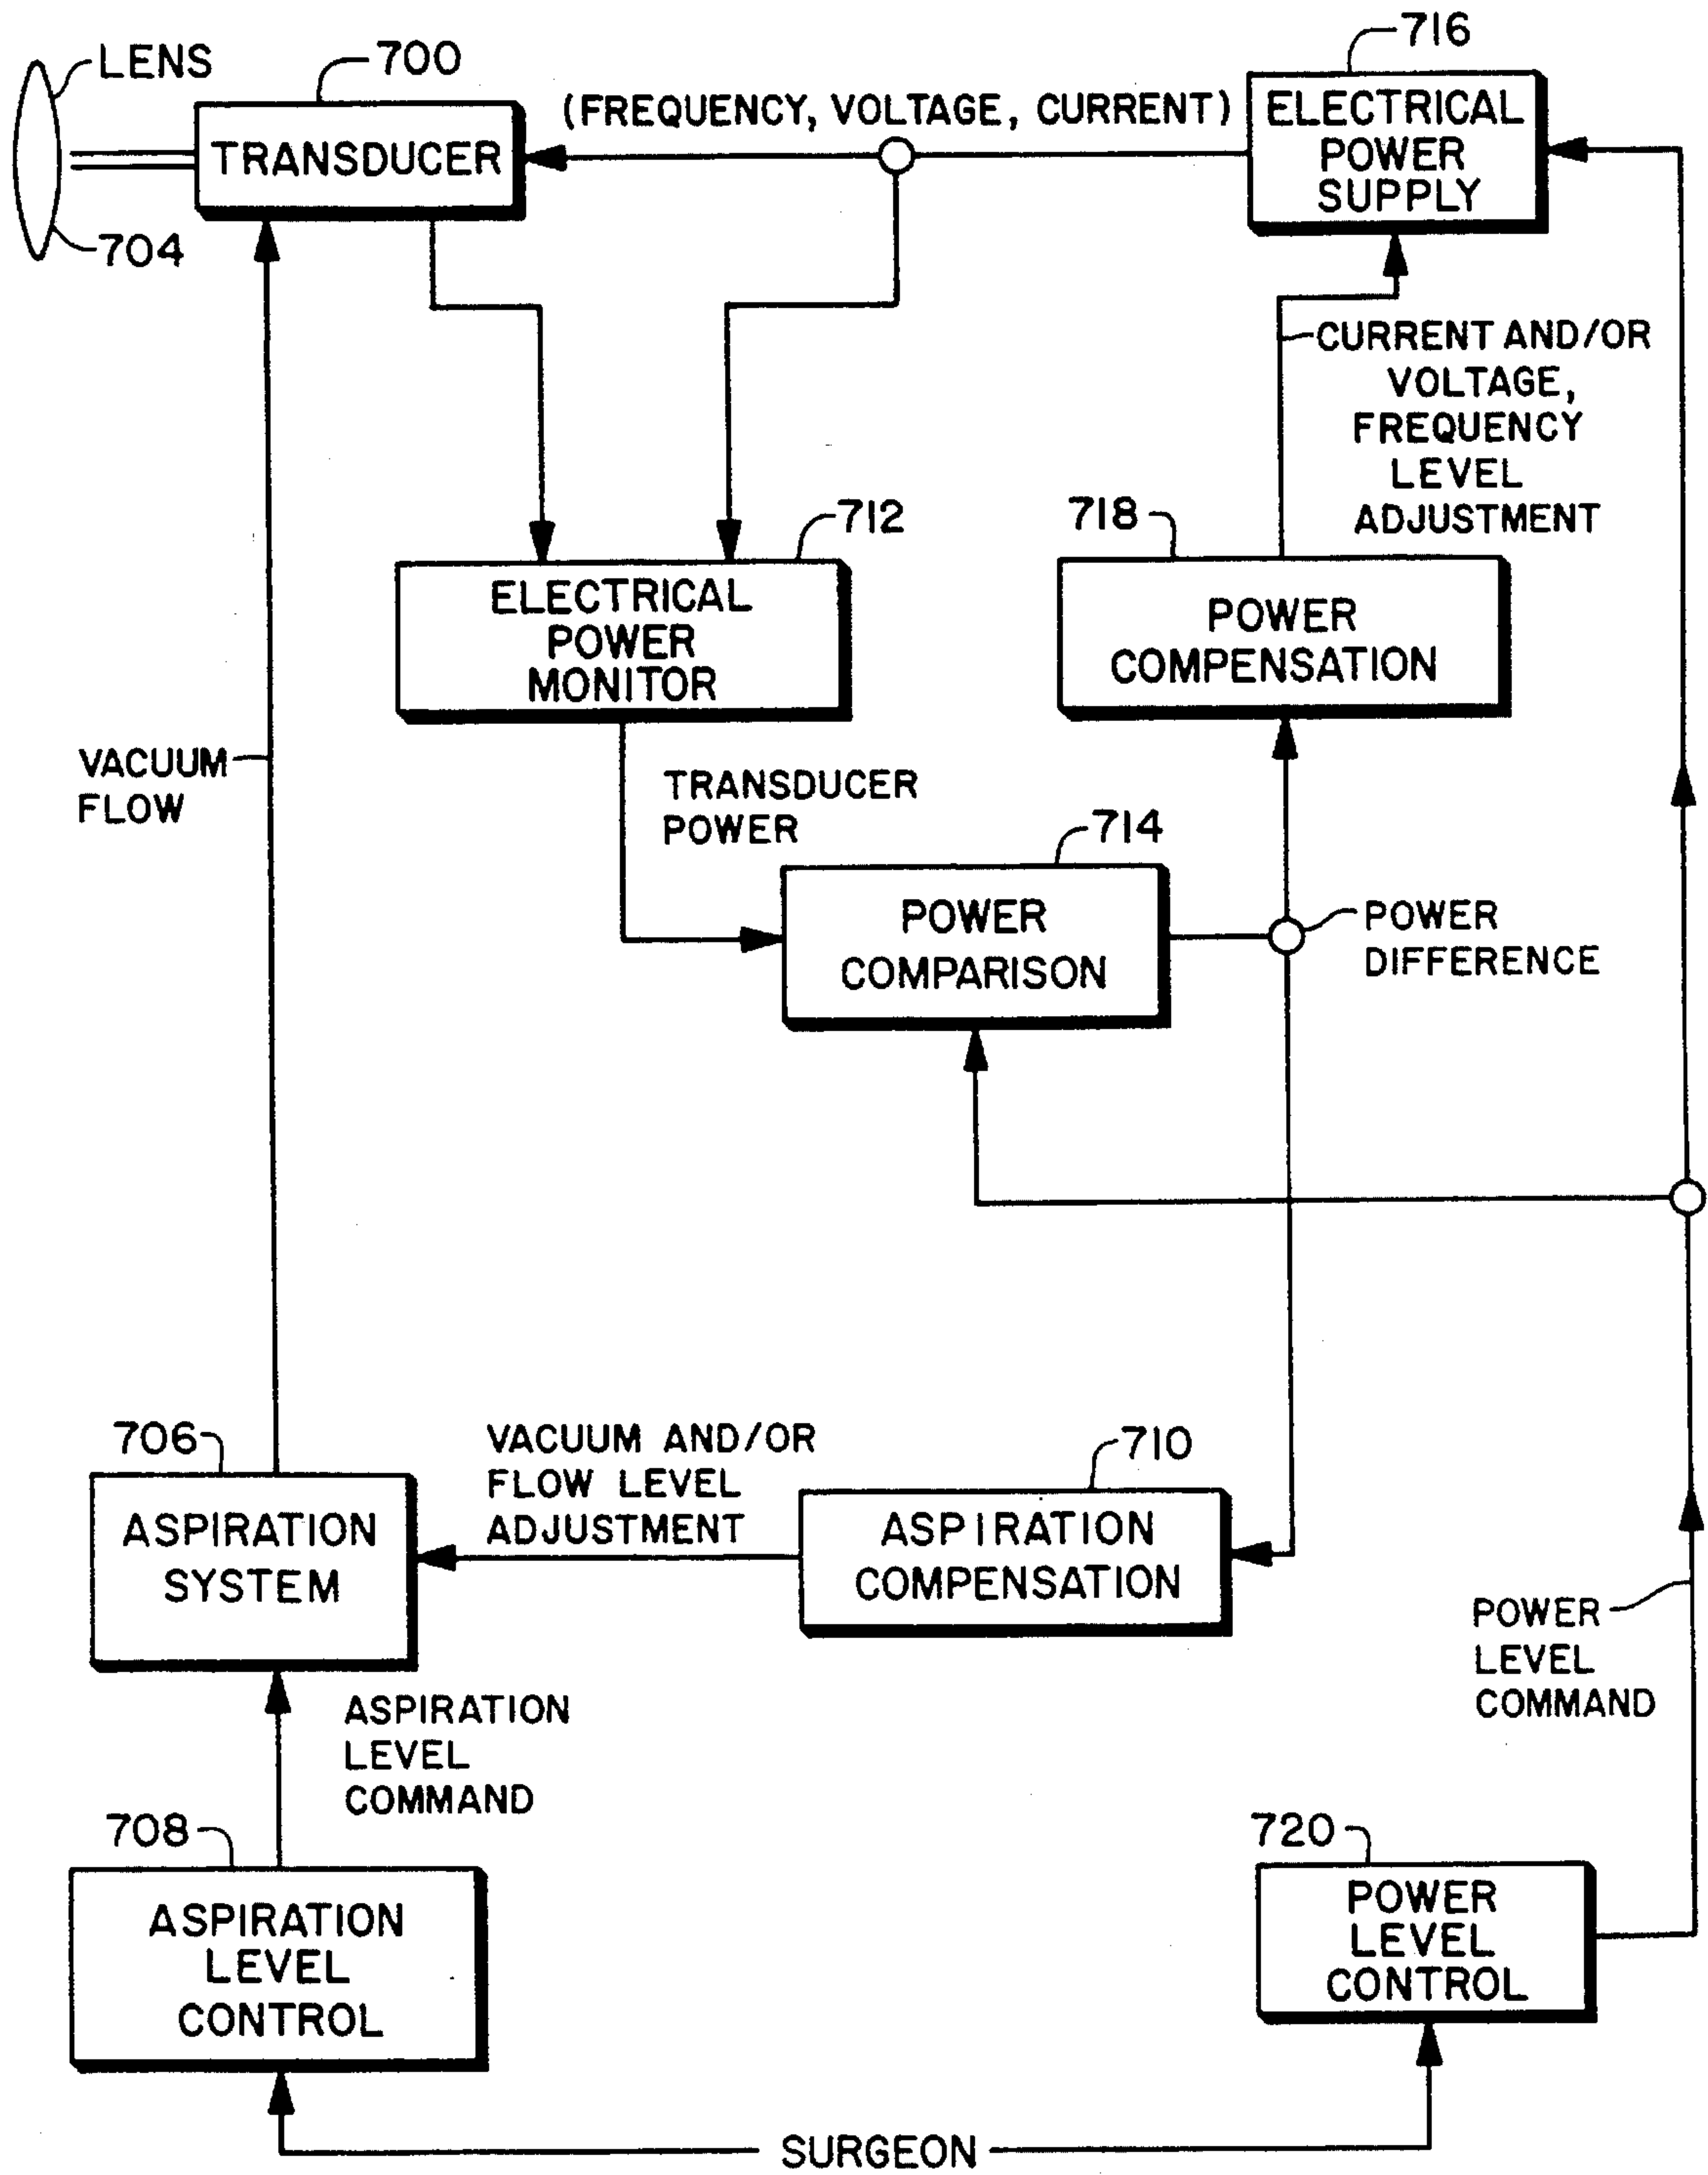 716
LENS
700
(FREQUENCY, VOLTAGE, CURRENT)
ELECTRICAL
POWER
SUPPLY
TRANSDUCER
704
CURRENT AND/OR
VOLTAGE,
FREQUENCY
LEVEL
ADJUSTMENT
712
718
ELECTRICAL
POWER
MONITOR
POWER
COMPENSATION
VACUUM
FLOW
TRANSDUCER
POWER
714
POWER
COMPARISON
POWER
DIFFERENCE
706
VACUUM AND/OR
FLOW LEVEL
ADJUSTMENT
710
ASPIRATION
SYSTEM
ASPIRATION
COMPENSATION
POWER
LEVEL
COMMAND
ASPIRATION
LEVEL
COMMAND
708
720
ASPIRATION
LEVEL
CONTROL
POWER
LEVEL
CONTROL
SURGEON